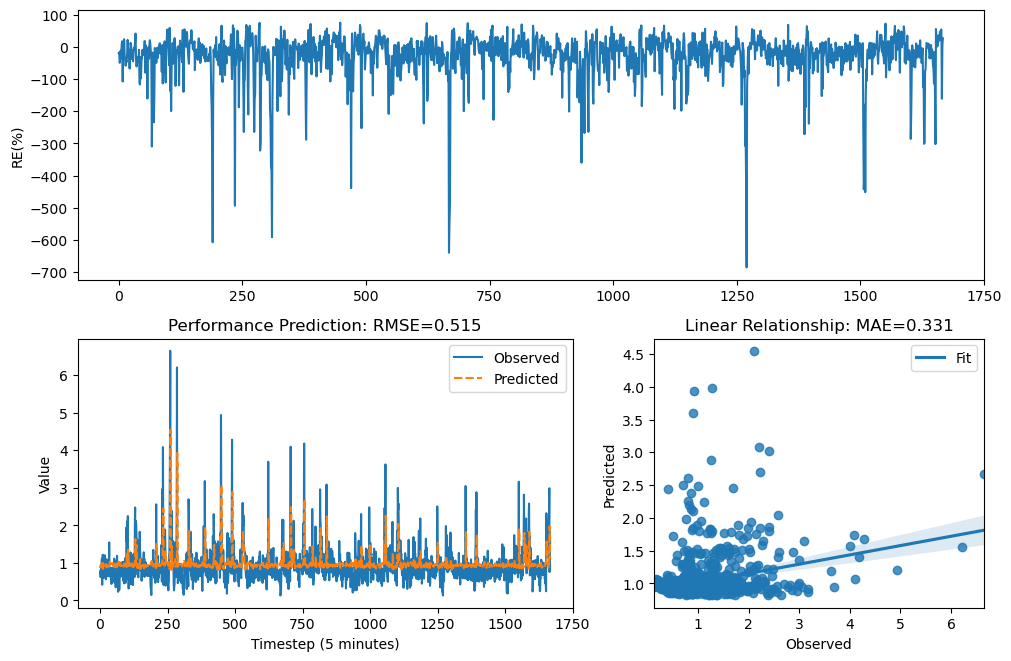 100
0
−100
−200
−300
−400
−500
−600
−700
RE(%)
0 250 500 750 1000 1250 1500 1750
Performance Prediction: RMSE=0.515
Observed
Predicted
6
5
4
3
2
1
0
Value
0 250 500 750 1000 1250 1500 1750
Timestep (5 minutes)
Linear Relationship: MAE=0.331
Fit
4.5
4.0
3.5
3.0
2.5
2.0
1.5
1.0
Predicted
1 2 3 4 5 6
Observed